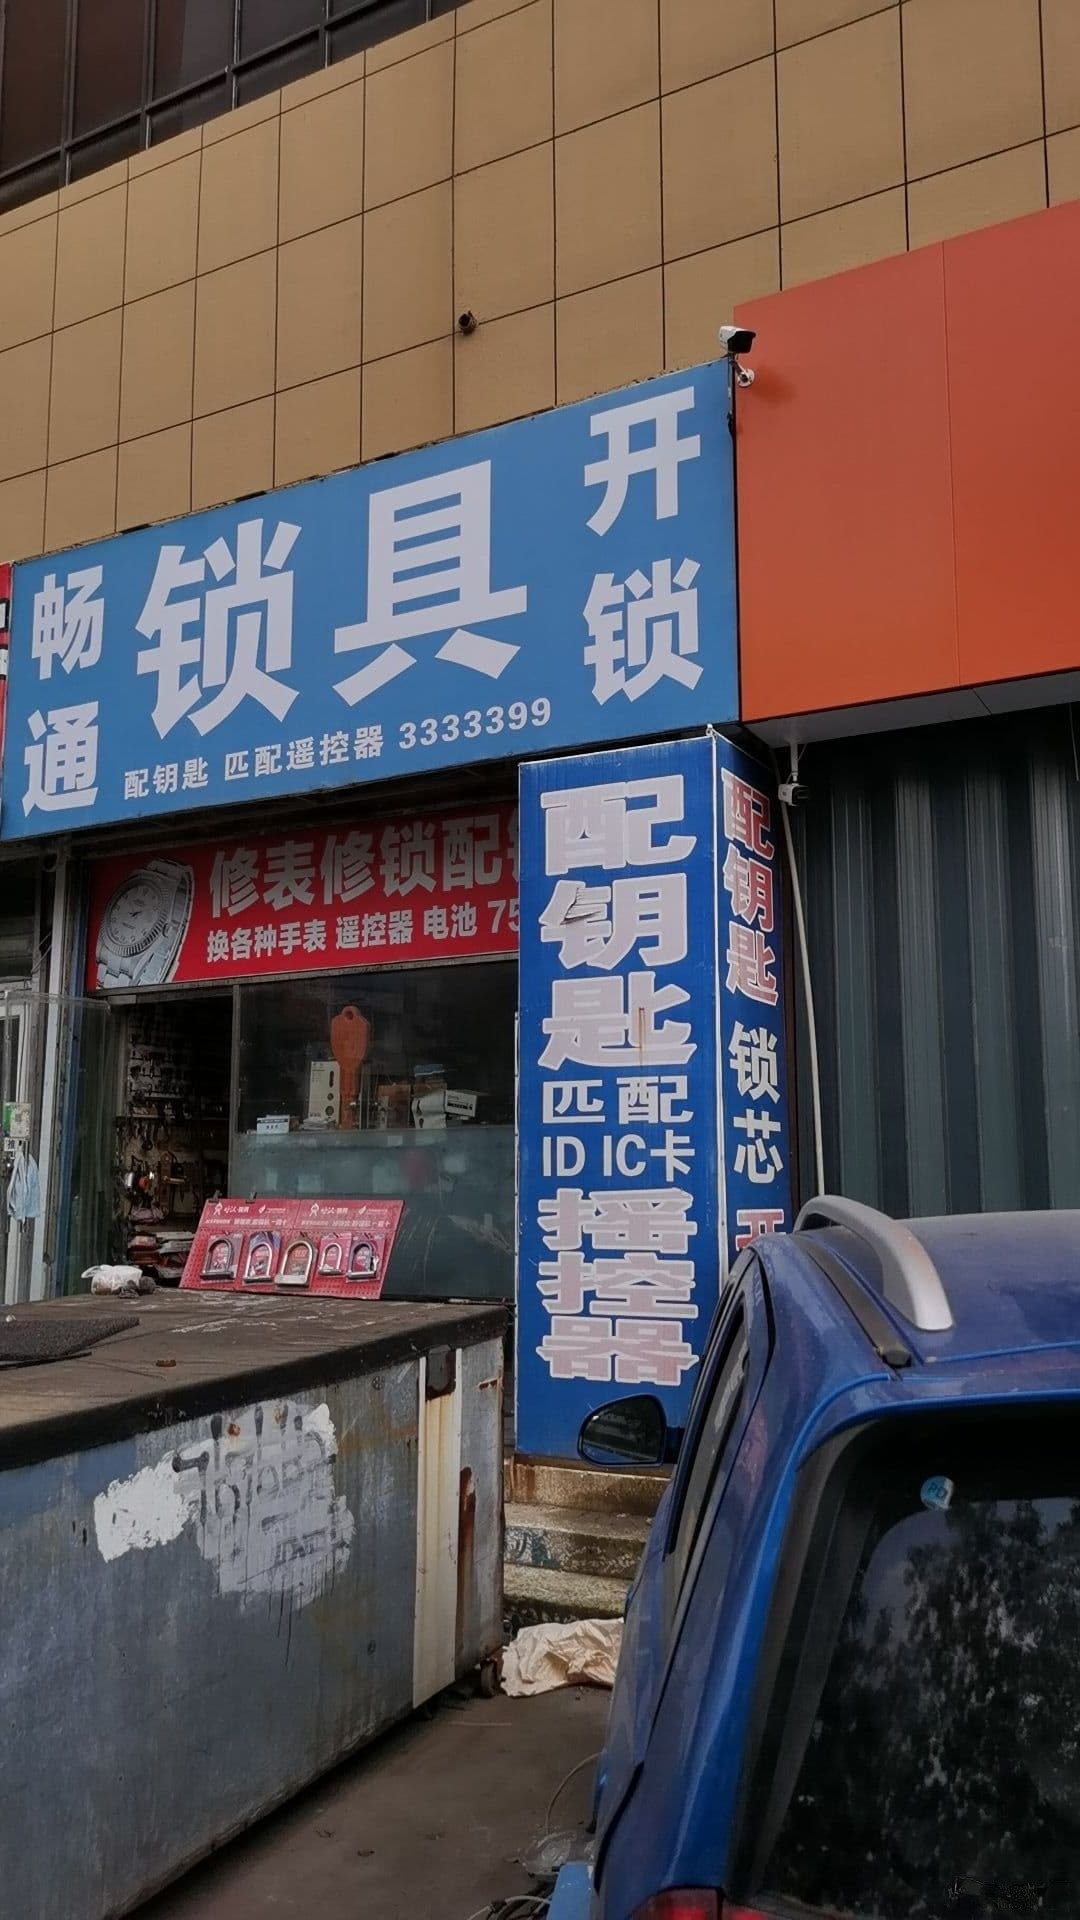 畅通
锁具
开锁
配钥匙 匹配遥控器 3333399
修表修锁配
换各种手表 遥控器 电池 75
配钥匙
匹配
ID IC卡
摇控器
配钥匙
锁芯
开